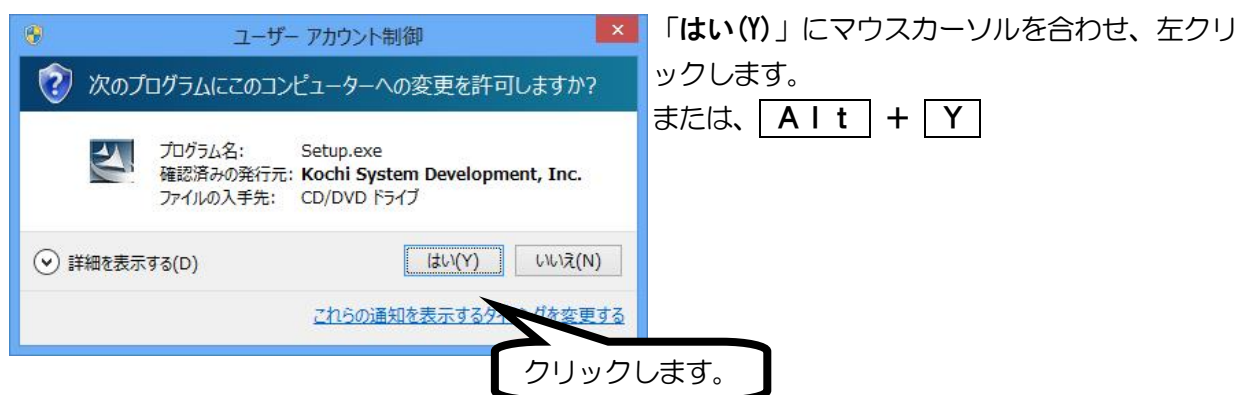 ユーザー アカウント制御
次のプログラムにこのコンピューターへの変更を許可しますか?
プログラム名: Setup.exe
確認済みの発行元: Kochi System Development, Inc.
ファイルの入手先: CD/DVD ドライブ
詳細を表示する(D)
はい(Y)
いいえ(N)
これらの通知を表示するタイミングを変更する
クリックします。
「はい(Y)」にマウスカーソルを合わせ、左クリ
ックします。
または、 Alt + Y